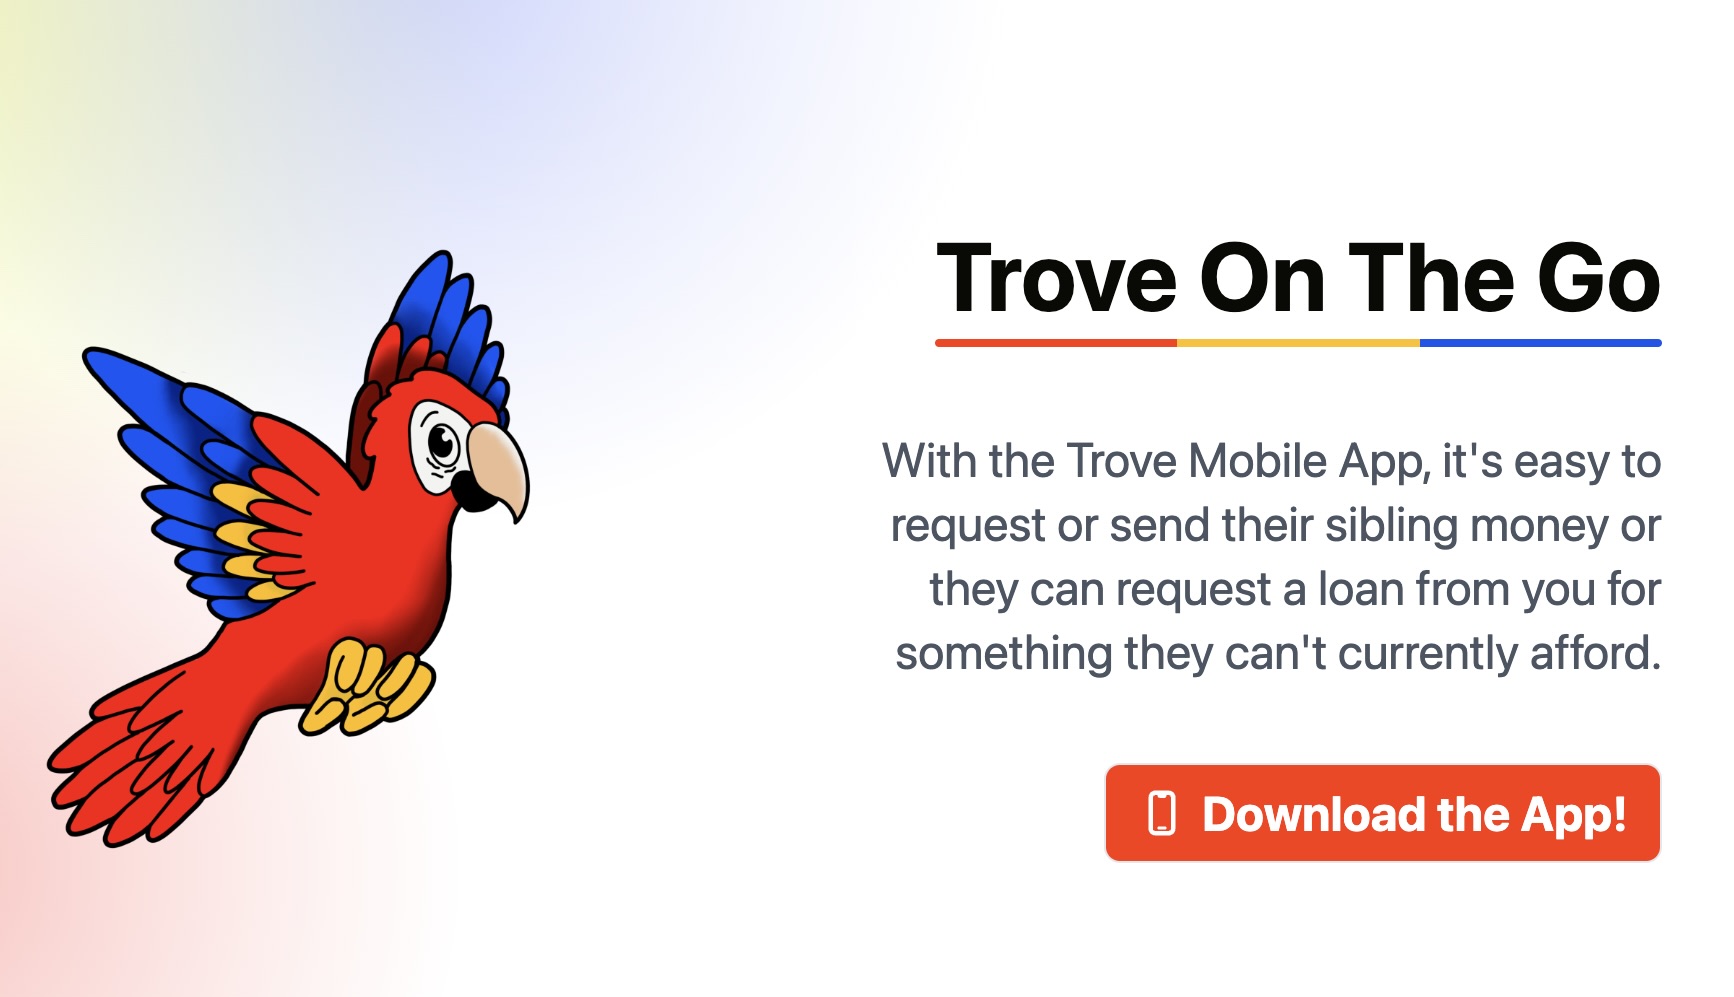 Trove On The Go
With the Trove Mobile App, it's easy to
request or send their sibling money or
they can request a loan from you for
something they can't currently afford.
Download the App!